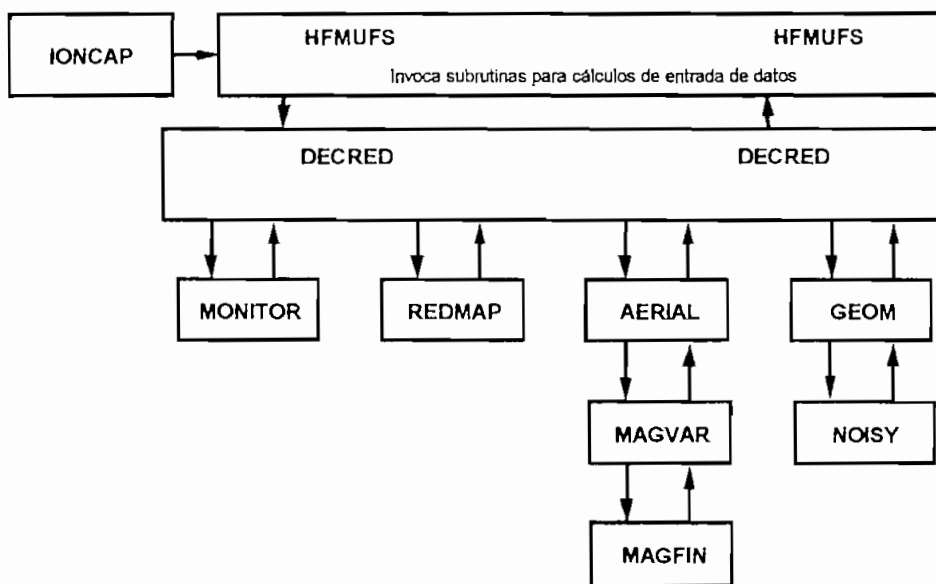 IONCAP
HFMUFS HFMUFS
Invoca subrutinas para cálculos de entrada de datos
DECRED DECRED
MONITOR REDMAP AERIAL GEOM
MAGVAR NOISY
MAGFIN